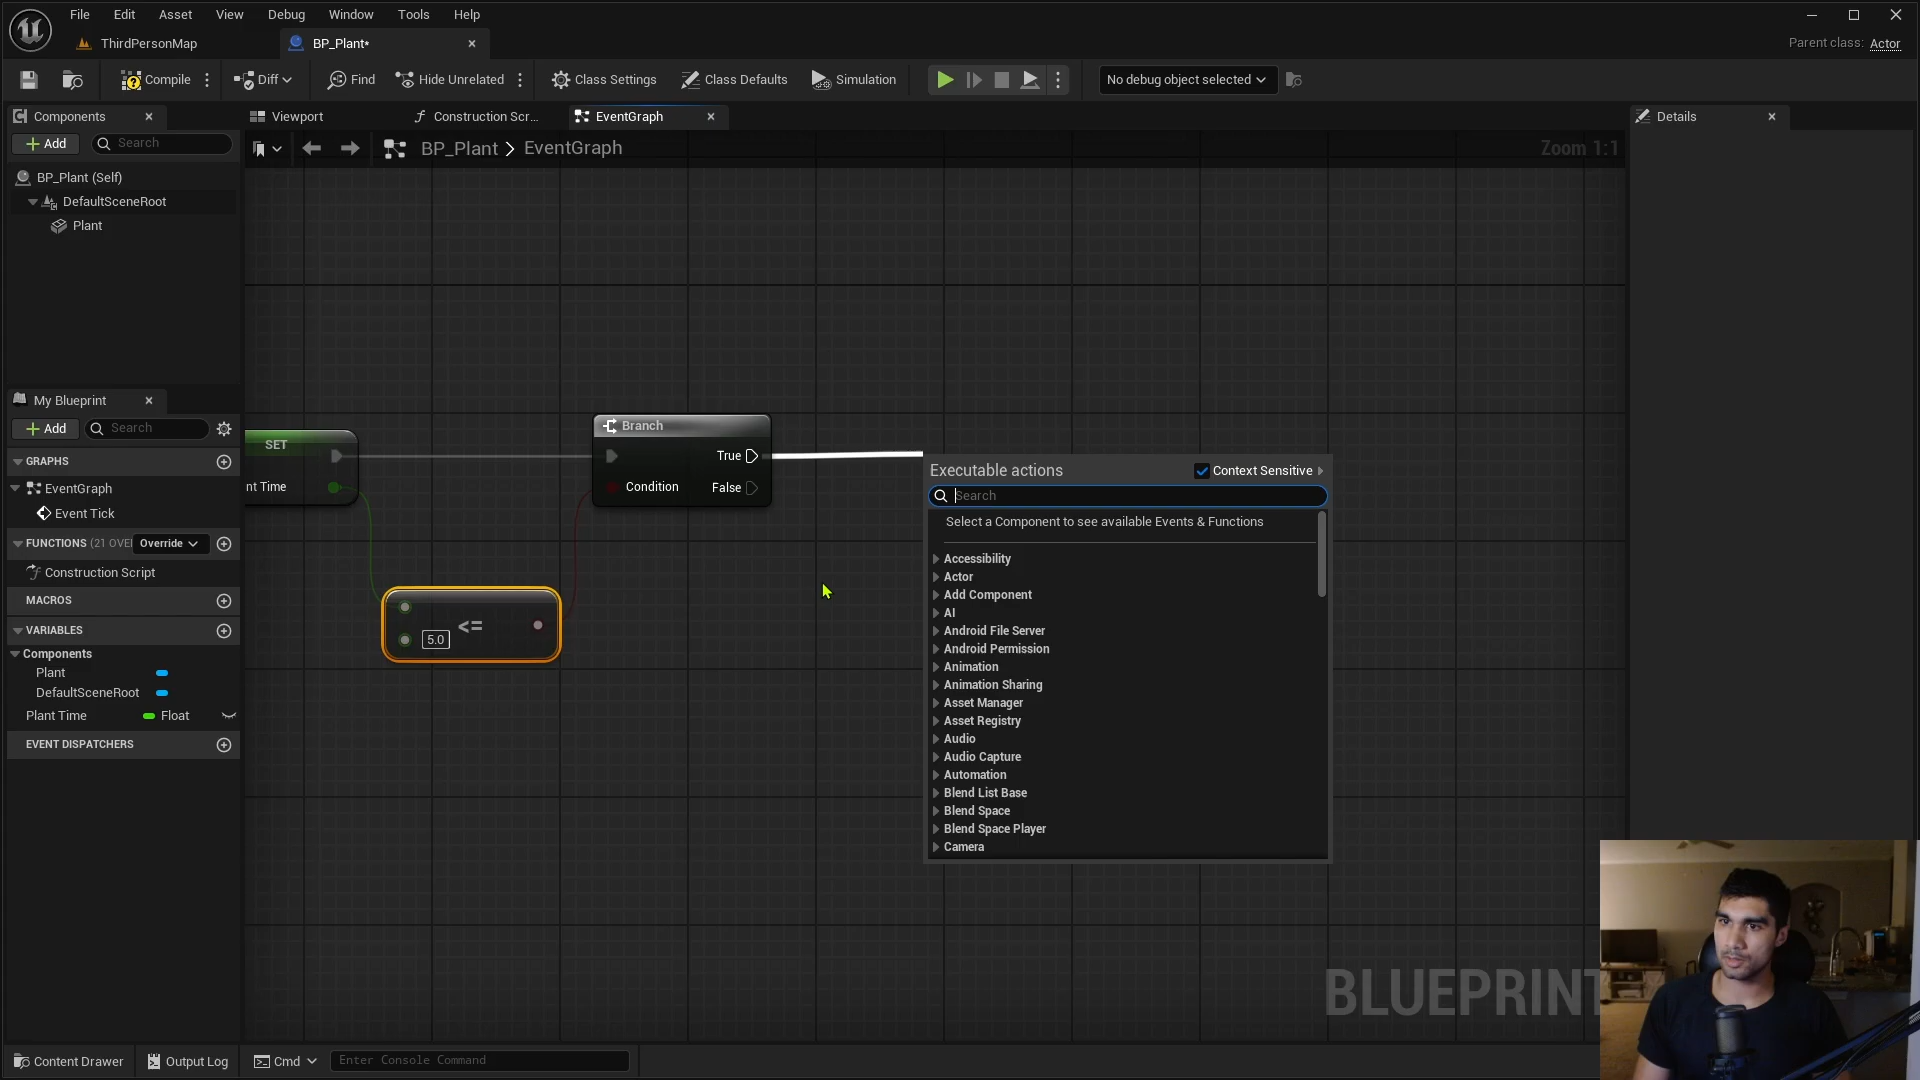 File Edit Asset View Debug Window Tools Help
ThirdPersonMap
BP_Plant*
Parent class: Actor
Compile
Diff
Find
Hide Unrelated
Class Settings
Class Defaults
Simulation
No debug object selected
Components
Viewport
Construction Scr...
EventGraph
Details
Add
Search
BP_Plant > EventGraph
Zoom 1:1
BP_Plant (Self)
DefaultSceneRoot
Plant
My Blueprint
Add
Search
GRAPHS
EventGraph
Event Tick
FUNCTIONS (21 OVE
Override
Construction Script
MACROS
VARIABLES
Components
Plant
DefaultSceneRoot
Plant Time
Float
EVENT DISPATCHERS
SET
nt Time
Branch
True
Condition
False
<=
5.0
Executable actions
Context Sensitive
Search
Select a Component to see available Events & Functions
Accessibility
Actor
Add Component
AI
Android File Server
Android Permission
Animation
Animation Sharing
Asset Manager
Asset Registry
Audio
Audio Capture
Automation
Blend List Base
Blend Space
Blend Space Player
Camera
BLUEPRINT
Content Drawer
Output Log
Cmd
Enter Console Command